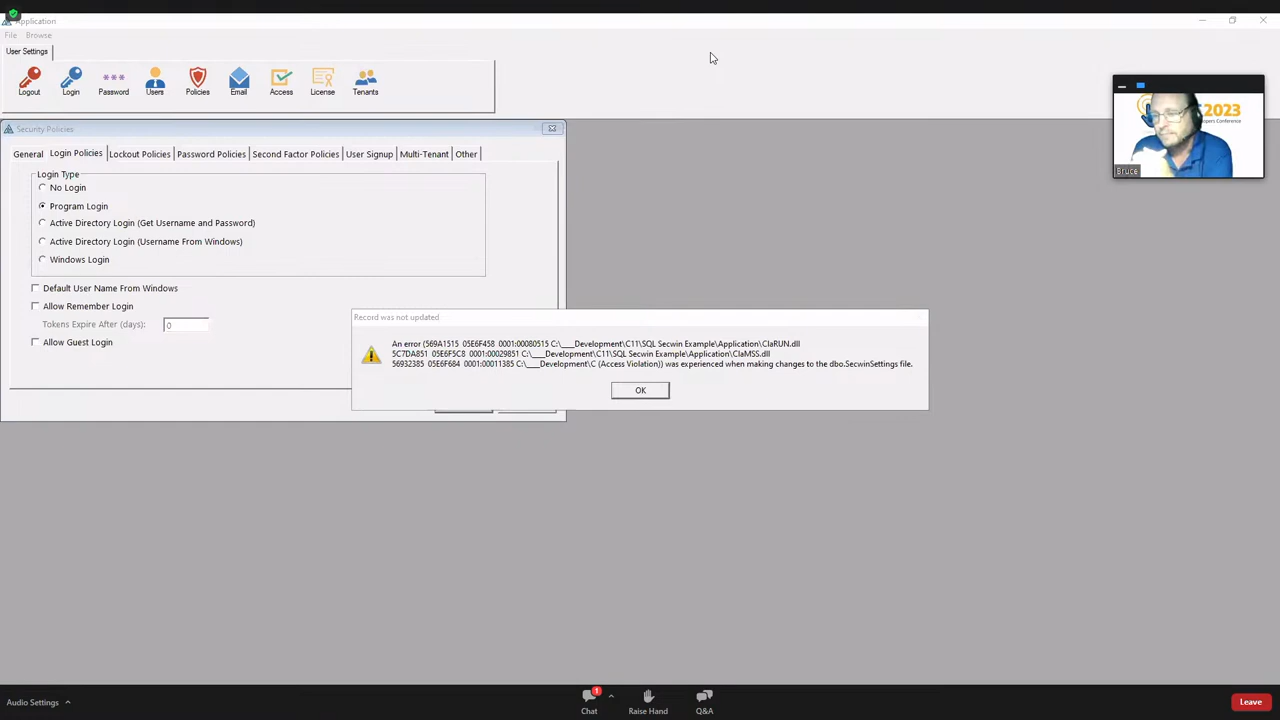 Application
File Browse
User Settings
Logout Login Password Users Policies Email Access License Tenants
2023
opers Conference
Bruce
Security Policies
General Login Policies Lockout Policies Password Policies Second Factor Policies User Signup Multi-Tenant Other
Login Type
No Login
Program Login
Active Directory Login (Get Username and Password)
Active Directory Login (Username From Windows)
Windows Login
Default User Name From Windows
Allow Remember Login
Tokens Expire After (days): 0
Allow Guest Login
Record was not updated
An error (569A1515 05E6F458 0001:00080515 C:\____Development\C11\SQL Secwin Example\Application\ClaRUN.dll
5C7DA851 05E6F5C8 0001:00029851 C:\____Development\C11\SQL Secwin Example\Application\ClaMSS.dll
56932385 05E6F684 0001:00011385 C:\____Development\C (Access Violation)) was experienced when making changes to the dbo.SecwinSettings file.
OK
Audio Settings
1
Chat Raise Hand Q&A
Leave